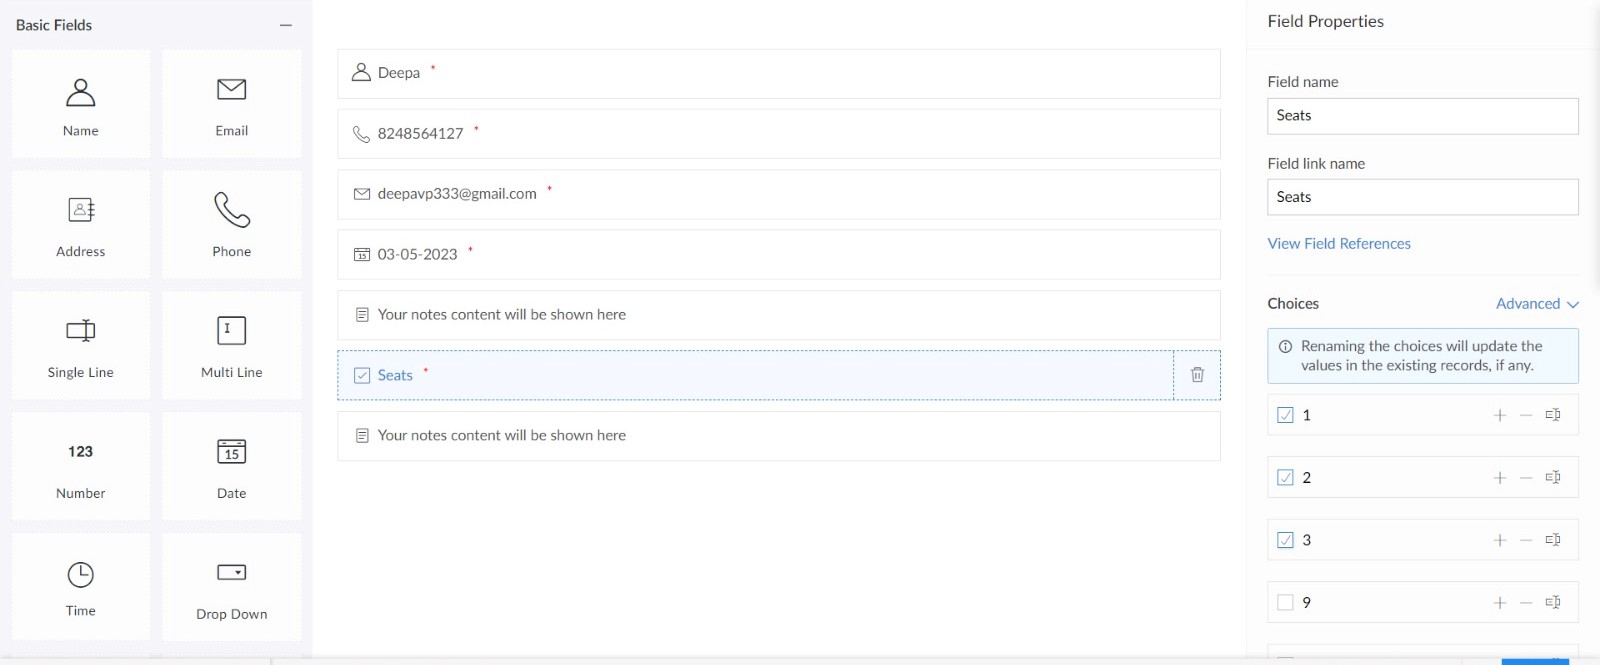 Basic Fields
Name
Email
Address
Phone
Single Line
I
Multi Line
123
Number
15
Date
Time
Drop Down
Deepa *
8248564127 *
deepavp333@gmail.com *
15 03-05-2023 *
Your notes content will be shown here
Seats *
Your notes content will be shown here
Field Properties
Field name
Seats
Field link name
Seats
View Field References
Choices Advanced
Renaming the choices will update the
values in the existing records, if any.
1
2
3
9